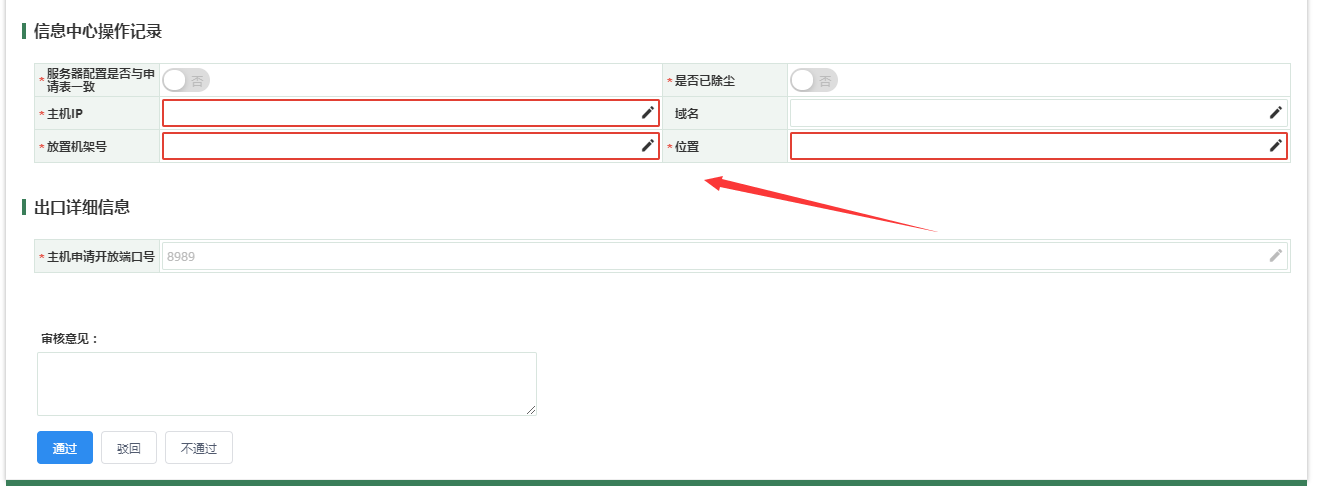 信息中心操作记录
*服务器配置是否与申
请表一致
否
*是否已除尘
否
*主机IP
域名
*放置机架号
*位置
出口详细信息
*主机申请开放端口号
8989
审核意见：
通过
驳回
不通过